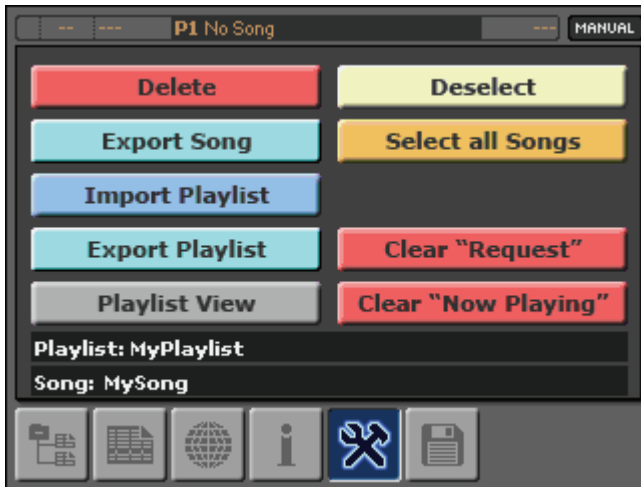 -- --- P1 No Song --- MANUAL
Delete Deselect
Export Song Select all Songs
Import Playlist
Export Playlist Clear “Request”
Playlist View Clear “Now Playing”
Playlist: MyPlaylist
Song: MySong